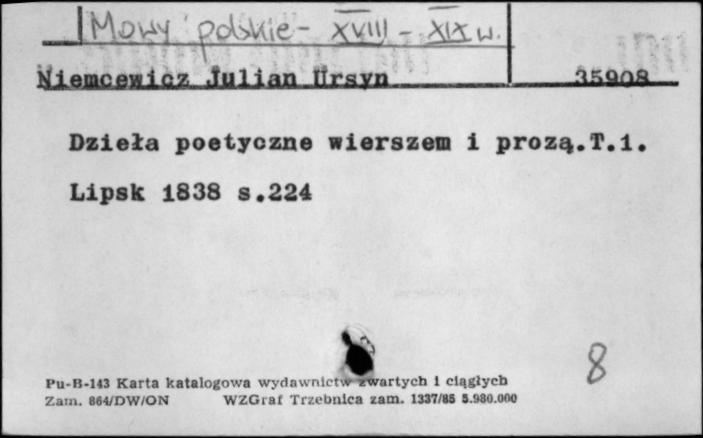 Mowy polskie - XVIII - XIX w.
Niemcewicz Julian Ursyn 35908
Dzieła poetyczne wierszem i prozą.T.1.
Lipsk 1838 s.224
8
Pu-B-143 Karta katalogowa wydawnictw zwartych i ciągłych
Zam. 864/DW/ON WZGraf Trzebnica zam. 1337/85 5.980.000